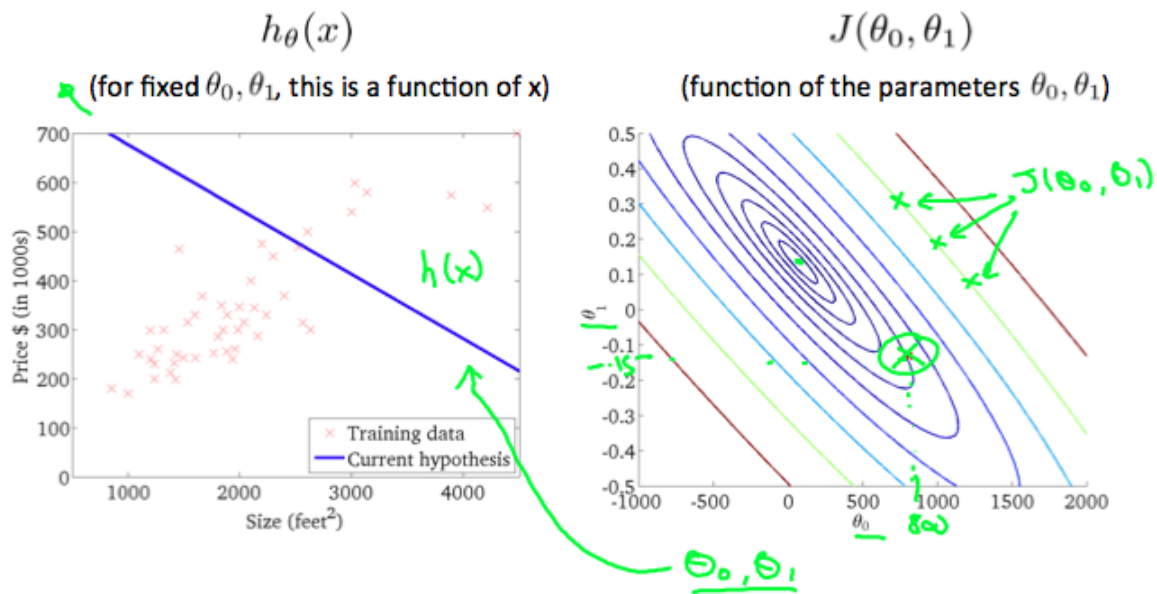 hθ(x)
(for fixed θ₀, θ₁, this is a function of x)
700
600
500
400
300
200
100
0
Price $ (in 1000s)
1000 2000 3000 4000
Size (feet²)
h(x)
Training data
Current hypothesis
θ₀, θ₁
J(θ₀, θ₁)
(function of the parameters θ₀, θ₁)
0.5
0.4
0.3
0.2
0.1
0
-0.1
-0.2
-0.3
-0.4
-0.5
θ₁
-.15
-1000 -500 0 500 1000 1500 2000
θ₀
800
J(θ₀, θ₁)